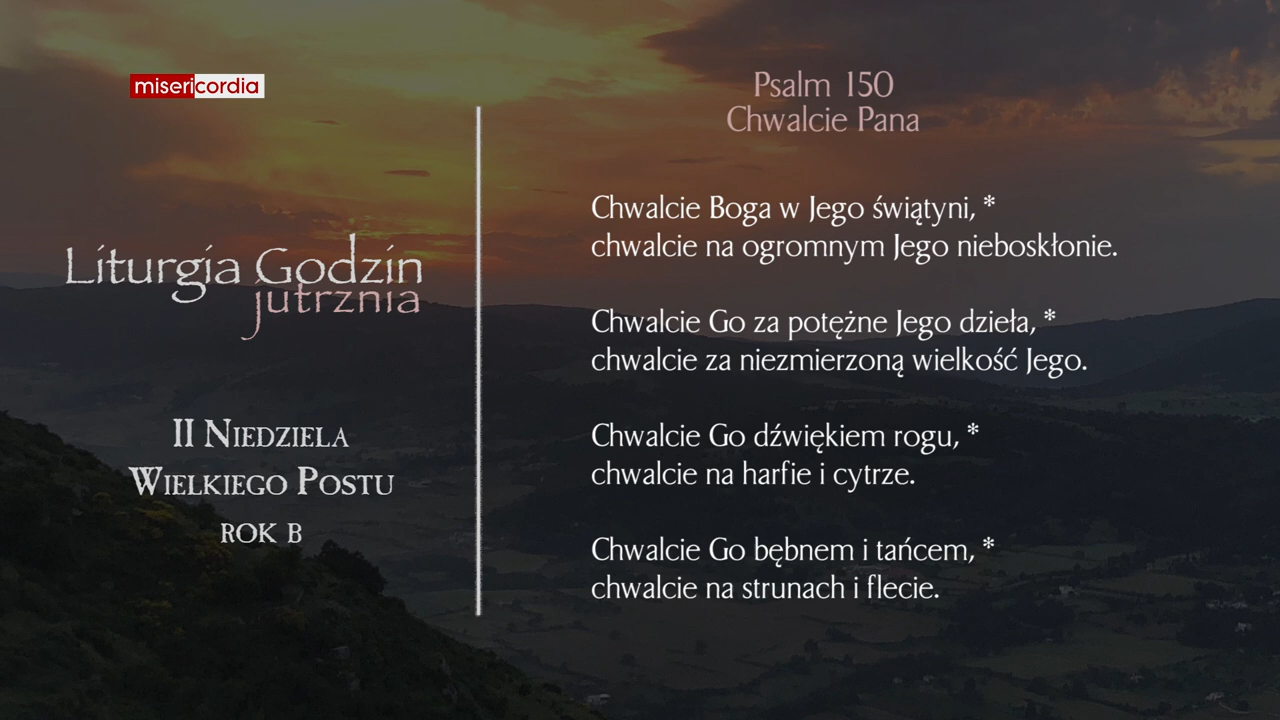 misericordia
Liturgia Godzin
jutrznia
II Niedziela
Wielkiego Postu
rok B
Psalm 150
Chwalcie Pana
Chwalcie Boga w Jego świątyni, *
chwalcie na ogromnym Jego nieboskłonie.
Chwalcie Go za potężne Jego dzieła, *
chwalcie za niezmierzoną wielkość Jego.
Chwalcie Go dźwiękiem rogu, *
chwalcie na harfie i cytrze.
Chwalcie Go bębnem i tańcem, *
chwalcie na strunach i flecie.